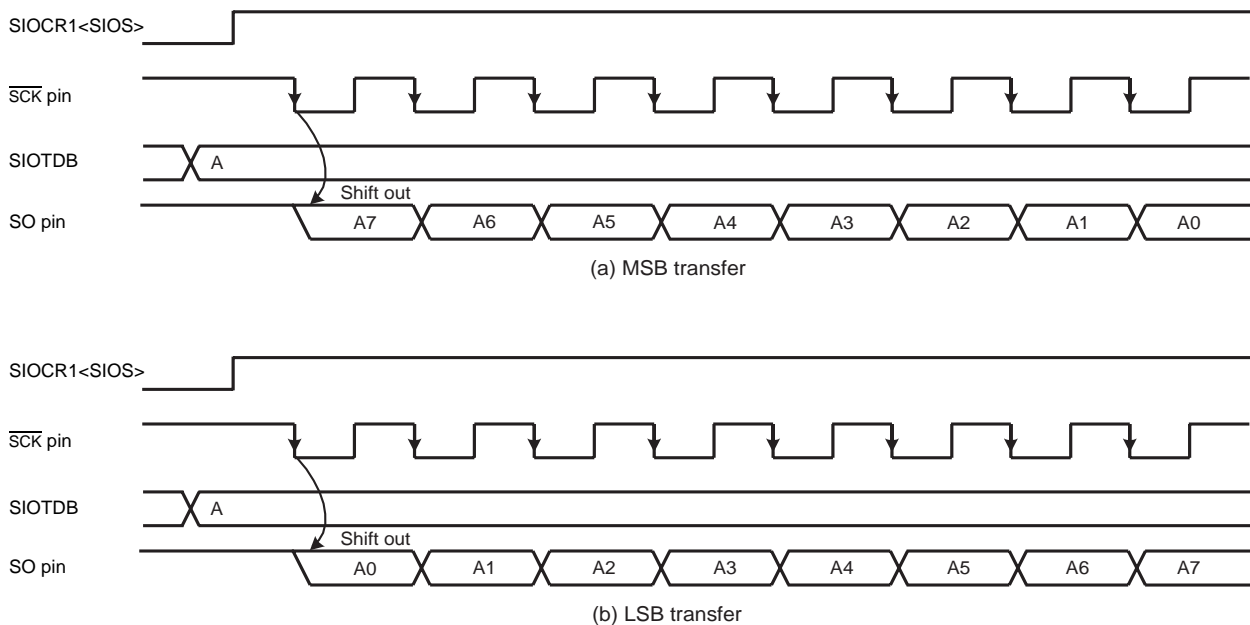 SIOCR1<SIOS>
SCK pin
SIOTDB A
Shift out
SO pin A7 A6 A5 A4 A3 A2 A1 A0
(a) MSB transfer
SIOCR1<SIOS>
SCK pin
SIOTDB A
Shift out
SO pin A0 A1 A2 A3 A4 A5 A6 A7
(b) LSB transfer